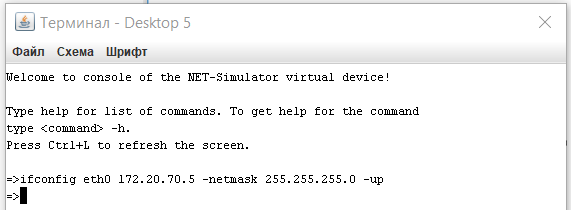 Терминал - Desktop 5
Файл Схема Шрифт
Welcome to console of the NET-Simulator virtual device!
Type help for list of commands. To get help for the command
type <command> -h.
Press Ctrl+L to refresh the screen.
=>ifconfig eth0 172.20.70.5 -netmask 255.255.255.0 -up
=>